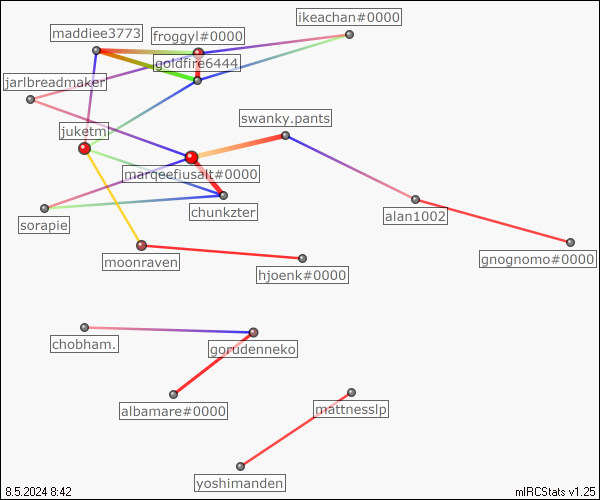 ikeachan#0000
maddiee3773
froggyl#0000
goldfire6444
jarlbreadmaker
swanky.pants
juketm
marqeefiusalt#0000
chunkzter
alan1002
sorapie
moonraven
gnognomo#0000
hjoenk#0000
chobham.
gorudenneko
albamare#0000
mattnesslp
yoshimanden
8.5.2024 8:42
mIRCStats v1.25